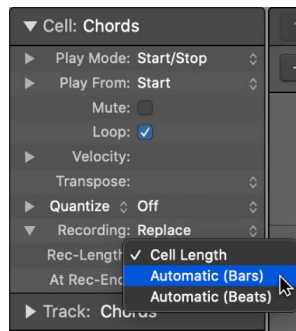 Cell: Chords
Play Mode: Start/Stop
Play From: Start
Mute:
Loop:
Velocity:
Transpose:
Quantize Off
Recording: Replace
Rec-Length Cell Length
Automatic (Bars)
At Rec-End
Automatic (Beats)
Track: Chords